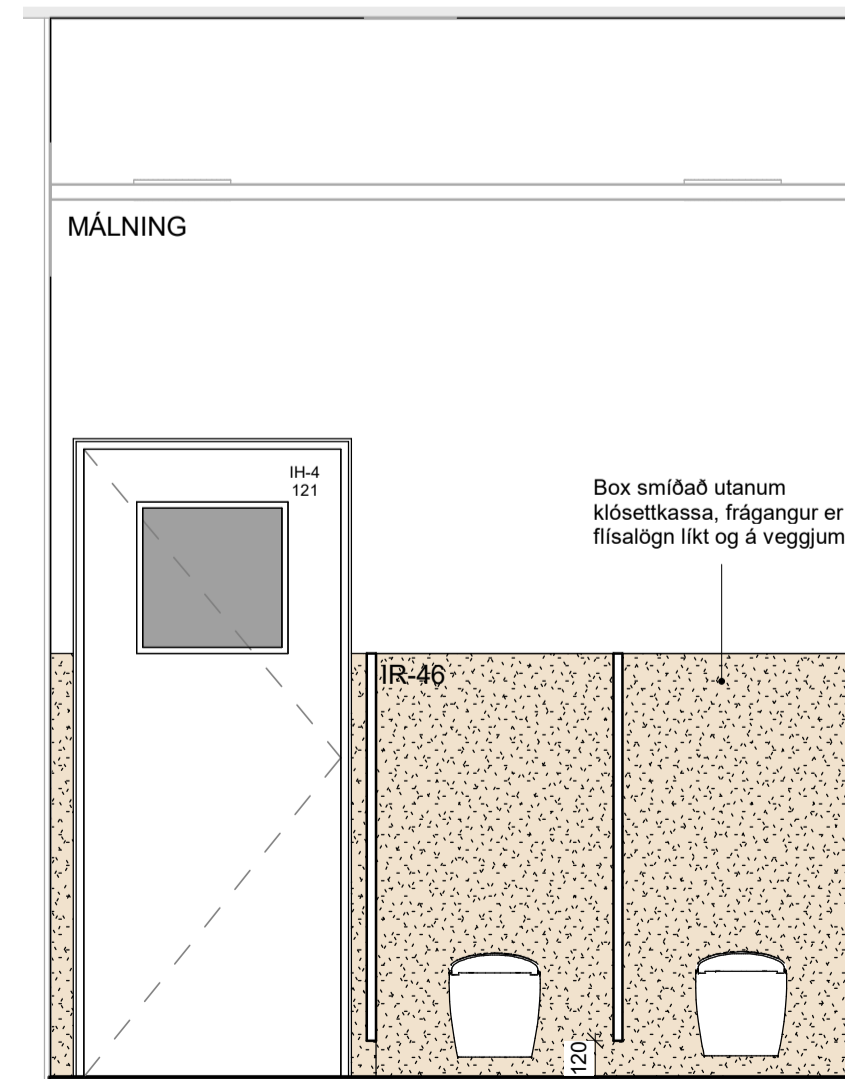 MÁLNING
IH-4
121
Box smíðað utanum
klósettkassa, frágangur er
flísalögn líkt og á veggjum
IR-46
120